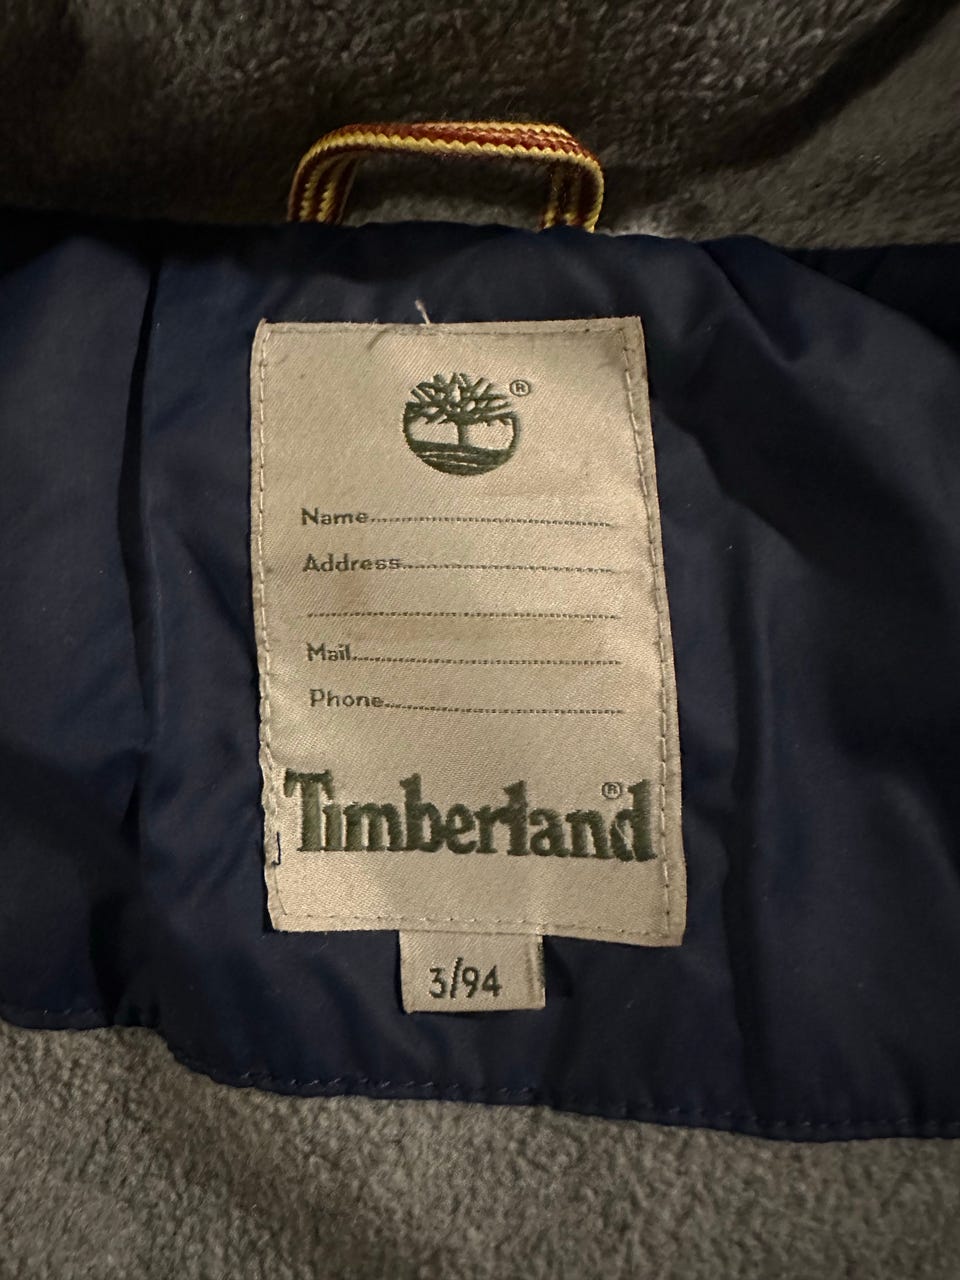 ®
Name
Address
Mail
Phone
Timberland®
3/94